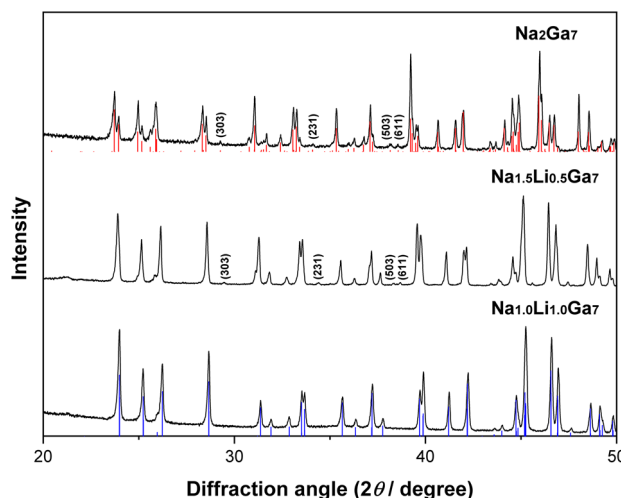 Na2Ga7
(303)
(231)
(503)
(611)
Na1.5Li0.5Ga7
(303)
(231)
(503)
(611)
Na1.0Li1.0Ga7
Intensity
20
30
40
50
Diffraction angle (2θ / degree)